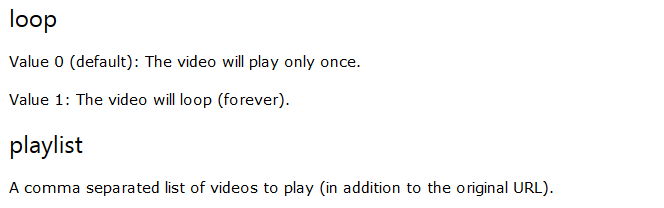 loop
Value 0 (default): The video will play only once.
Value 1: The video will loop (forever).
playlist
A comma separated list of videos to play (in addition to the original URL).